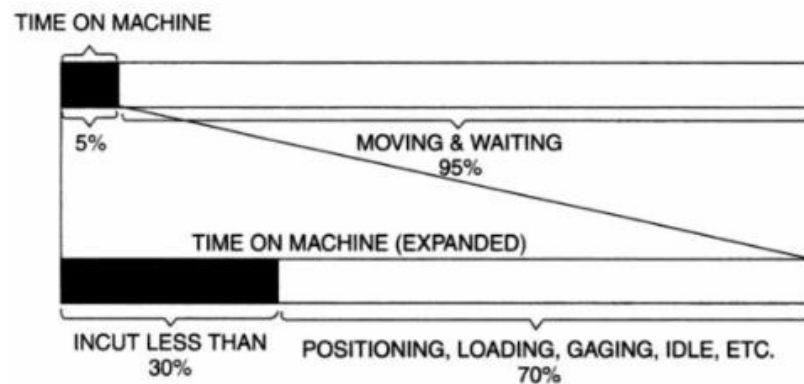 TIME ON MACHINE
5%
MOVING & WAITING
95%
TIME ON MACHINE (EXPANDED)
INCUT LESS THAN
30%
POSITIONING, LOADING, GAGING, IDLE, ETC.
70%